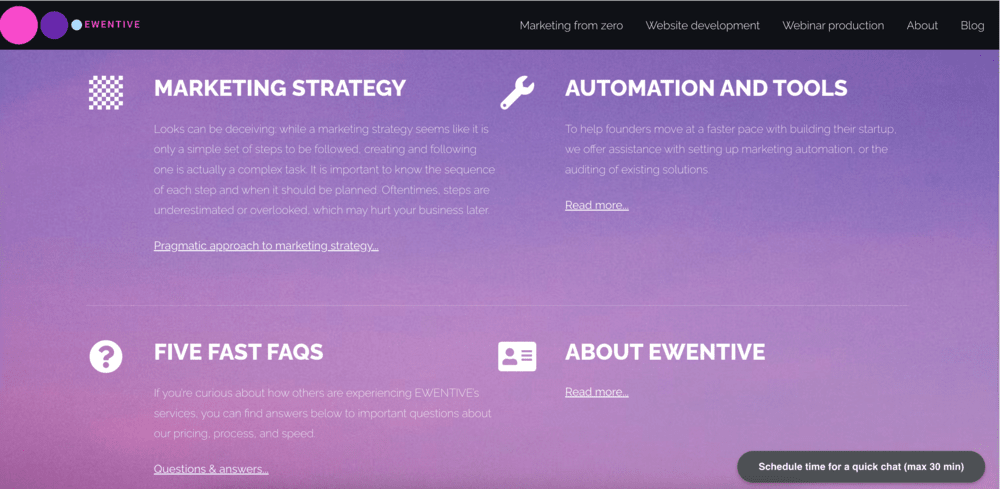 EWENTIVE
Marketing from zero
Website development
Webinar production
About
Blog
MARKETING STRATEGY
Looks can be deceiving: while a marketing strategy seems like it is
only a simple set of steps to be followed, creating and following
one is actually a complex task. It is important to know the sequence
of each step and when it should be planned. Oftentimes, steps are
underestimated or overlooked, which may hurt your business later.
Pragmatic approach to marketing strategy...
AUTOMATION AND TOOLS
To help founders move at a faster pace with building their startup,
we offer assistance with setting up marketing automation, or the
auditing of existing solutions.
Read more...
FIVE FAST FAQS
If you're curious about how others are experiencing EWENTIVE's
services, you can find answers below to important questions about
our pricing, process, and speed.
Questions & answers...
ABOUT EWENTIVE
Read more...
Schedule time for a quick chat (max 30 min)